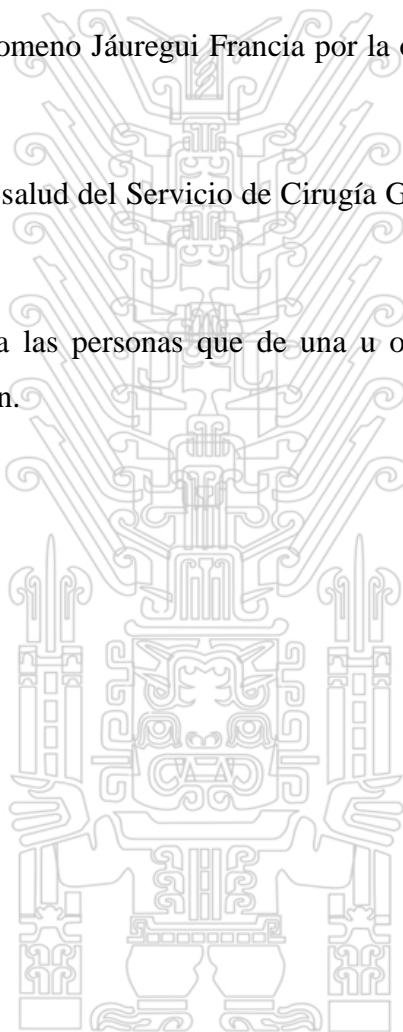 omeno Jáuregui Francia por la
salud del Servicio de Cirugía G
a las personas que de una u o
n.